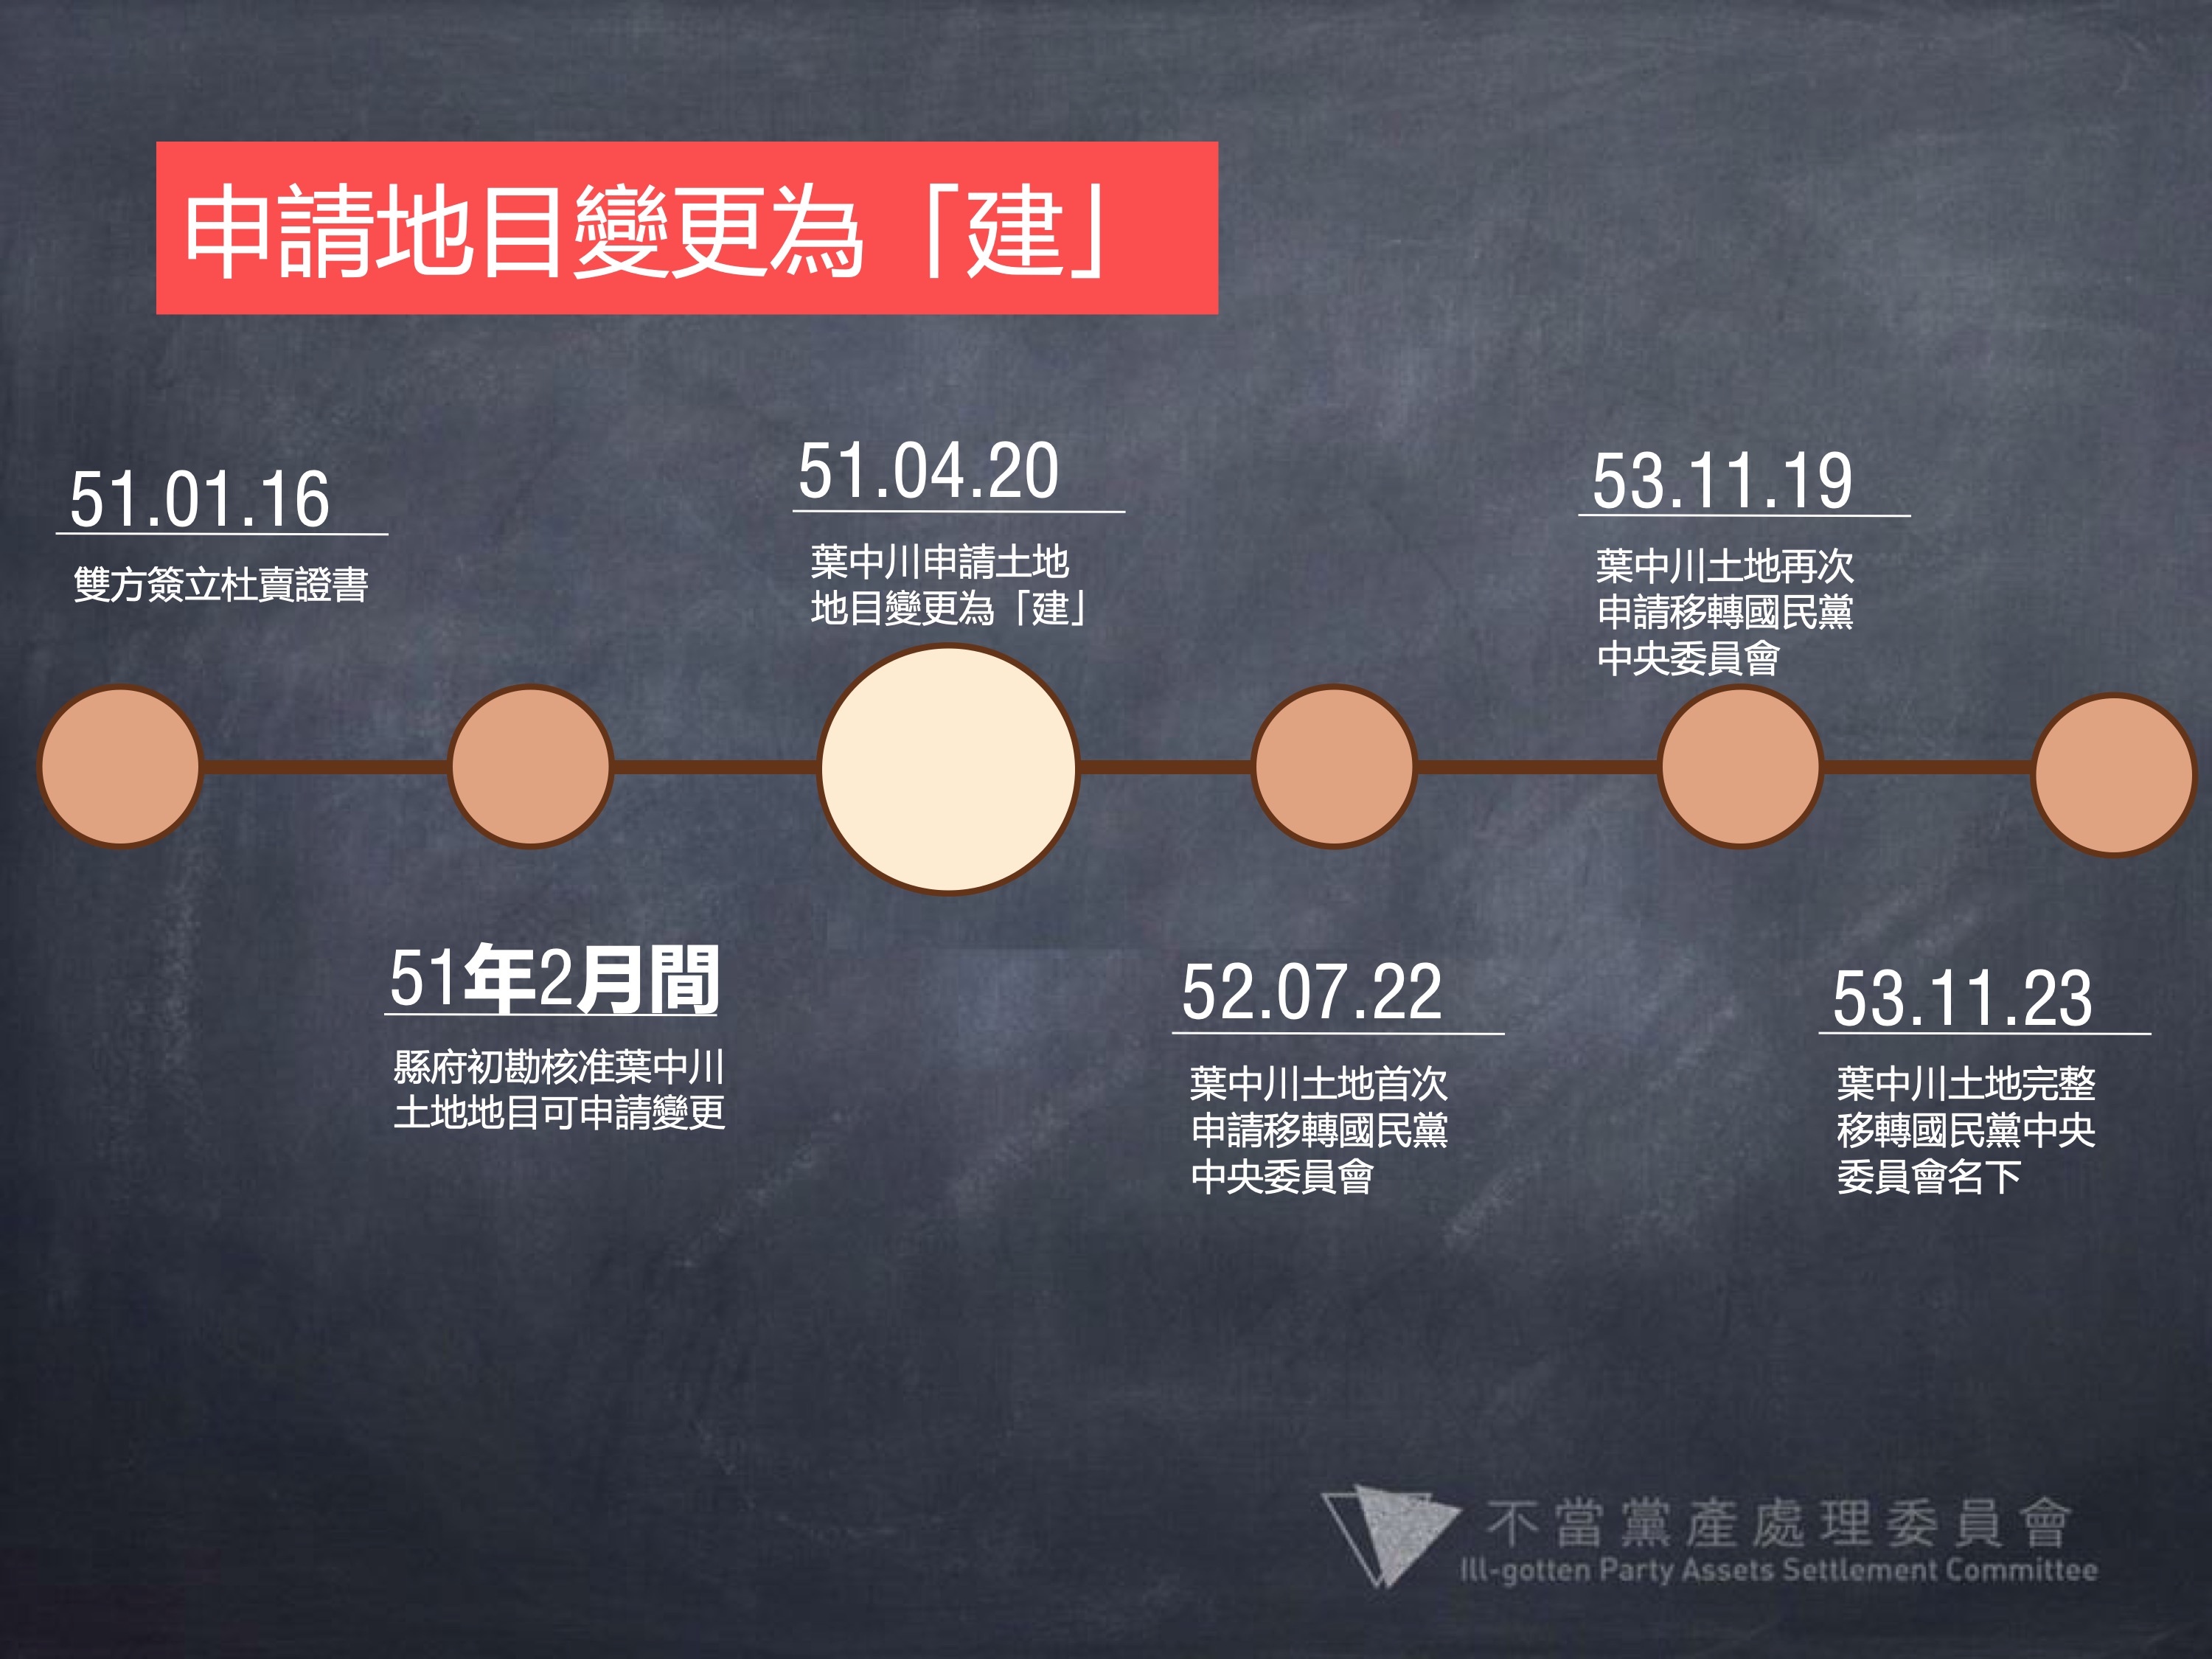 申請地目變更為「建」
51.01.16
雙方簽立杜賣證書
51年2月間
縣府初勘核准葉中川
土地地目可申請變更
51.04.20
葉中川申請土地
地目變更為「建」
52.07.22
葉中川土地首次
申請移轉國民黨
中央委員會
53.11.19
葉中川土地再次
申請移轉國民黨
中央委員會
53.11.23
葉中川土地完整
移轉國民黨中央
委員會名下
不當黨產處理委員會
Ill-gotten Party Assets Settlement Committee